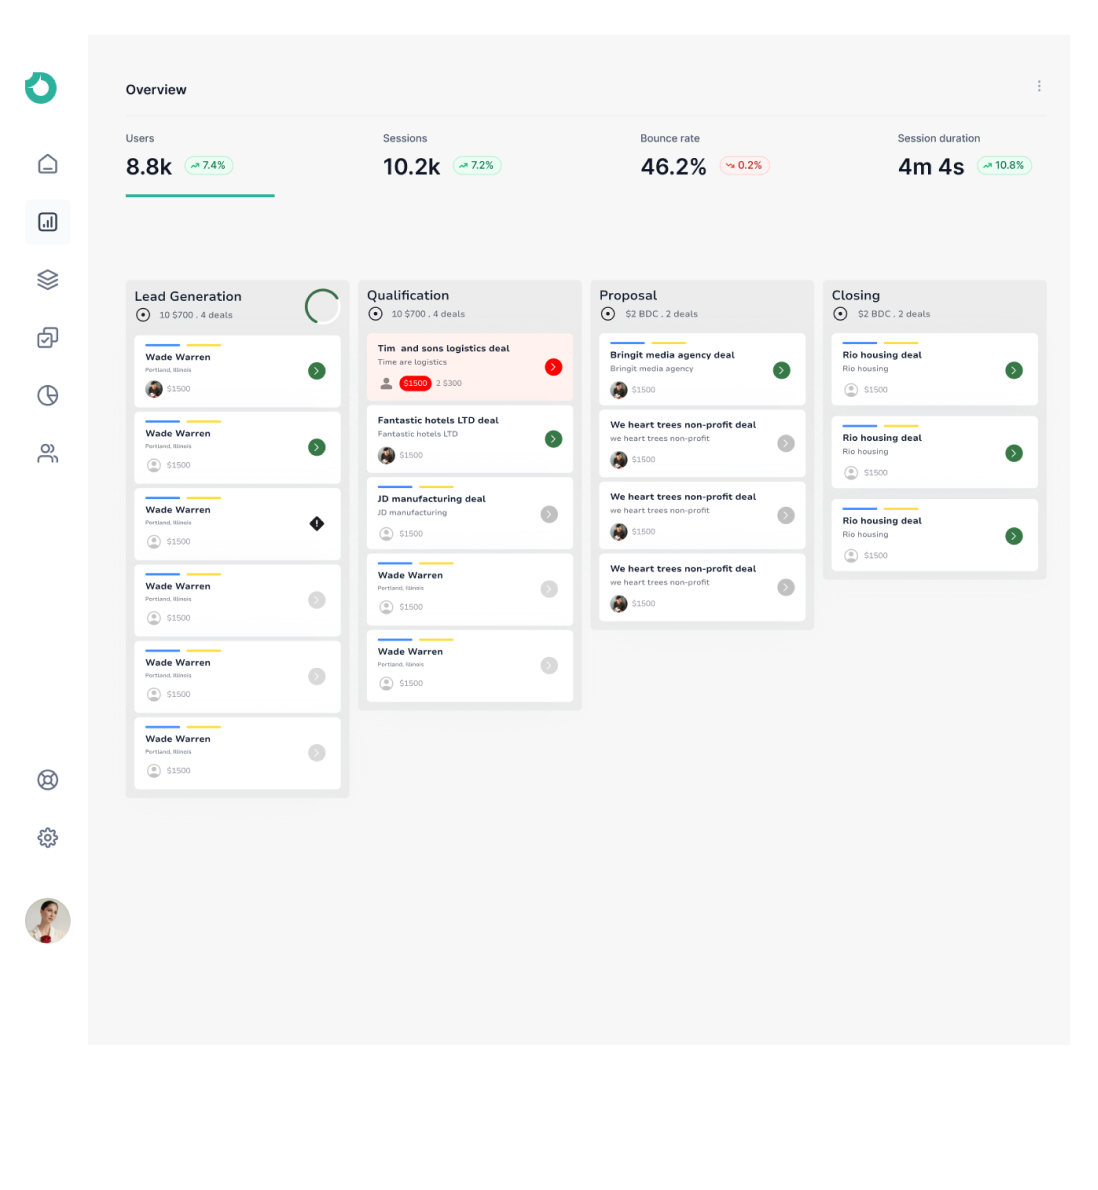 Overview
Users
8.8k 7.4%
Sessions
10.2k 7.2%
Bounce rate
46.2% 0.2%
Session duration
4m 4s 10.8%
Lead Generation
10 $700 . 4 deals
Wade Warren
Portland, Illinois
$1500
Wade Warren
Portland, Illinois
$1500
Wade Warren
Portland, Illinois
$1500
Wade Warren
Portland, Illinois
$1500
Wade Warren
Portland, Illinois
$1500
Wade Warren
Portland, Illinois
$1500
Qualification
10 $700 . 4 deals
Tim and sons logistics deal
Time are logistics
$1500 2 $300
Fantastic hotels LTD deal
Fantastic hotels LTD
$1500
JD manufacturing deal
JD manufacturing
$1500
Wade Warren
Portland, Illinois
$1500
Wade Warren
Portland, Illinois
$1500
Proposal
$2 BDC . 2 deals
Bringit media agency deal
Bringit media agency
$1500
We heart trees non-profit deal
we heart trees non-profit
$1500
We heart trees non-profit deal
we heart trees non-profit
$1500
We heart trees non-profit deal
we heart trees non-profit
$1500
Closing
$2 BDC . 2 deals
Rio housing deal
Rio housing
$1500
Rio housing deal
Rio housing
$1500
Rio housing deal
Rio housing
$1500